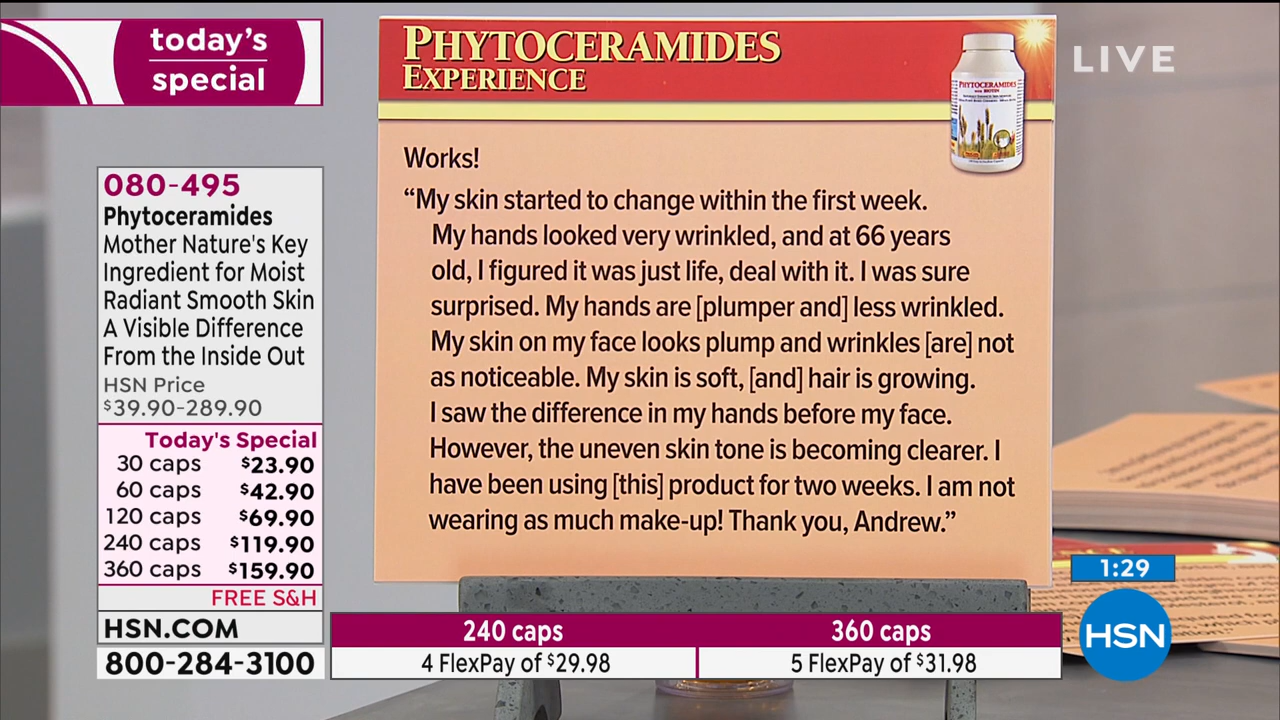 today's
special
PHYTOCERAMIDES
EXPERIENCE
LIVE
PHYTOCERAMIDES
with BIOTIN
Works!
“My skin started to change within the first week.
My hands looked very wrinkled, and at 66 years
old, I figured it was just life, deal with it. I was sure
surprised. My hands are [plumper and] less wrinkled.
My skin on my face looks plump and wrinkles [are] not
as noticeable. My skin is soft, [and] hair is growing.
I saw the difference in my hands before my face.
However, the uneven skin tone is becoming clearer. I
have been using [this] product for two weeks. I am not
wearing as much make-up! Thank you, Andrew.”
080-495
Phytoceramides
Mother Nature's Key
Ingredient for Moist
Radiant Smooth Skin
A Visible Difference
From the Inside Out
HSN Price
$39.90-289.90
Today's Special
30 caps $23.90
60 caps $42.90
120 caps $69.90
240 caps $119.90
360 caps $159.90
FREE S&H
HSN.COM
800-284-3100
240 caps 360 caps
4 FlexPay of $29.98 5 FlexPay of $31.98
1:29
HSN